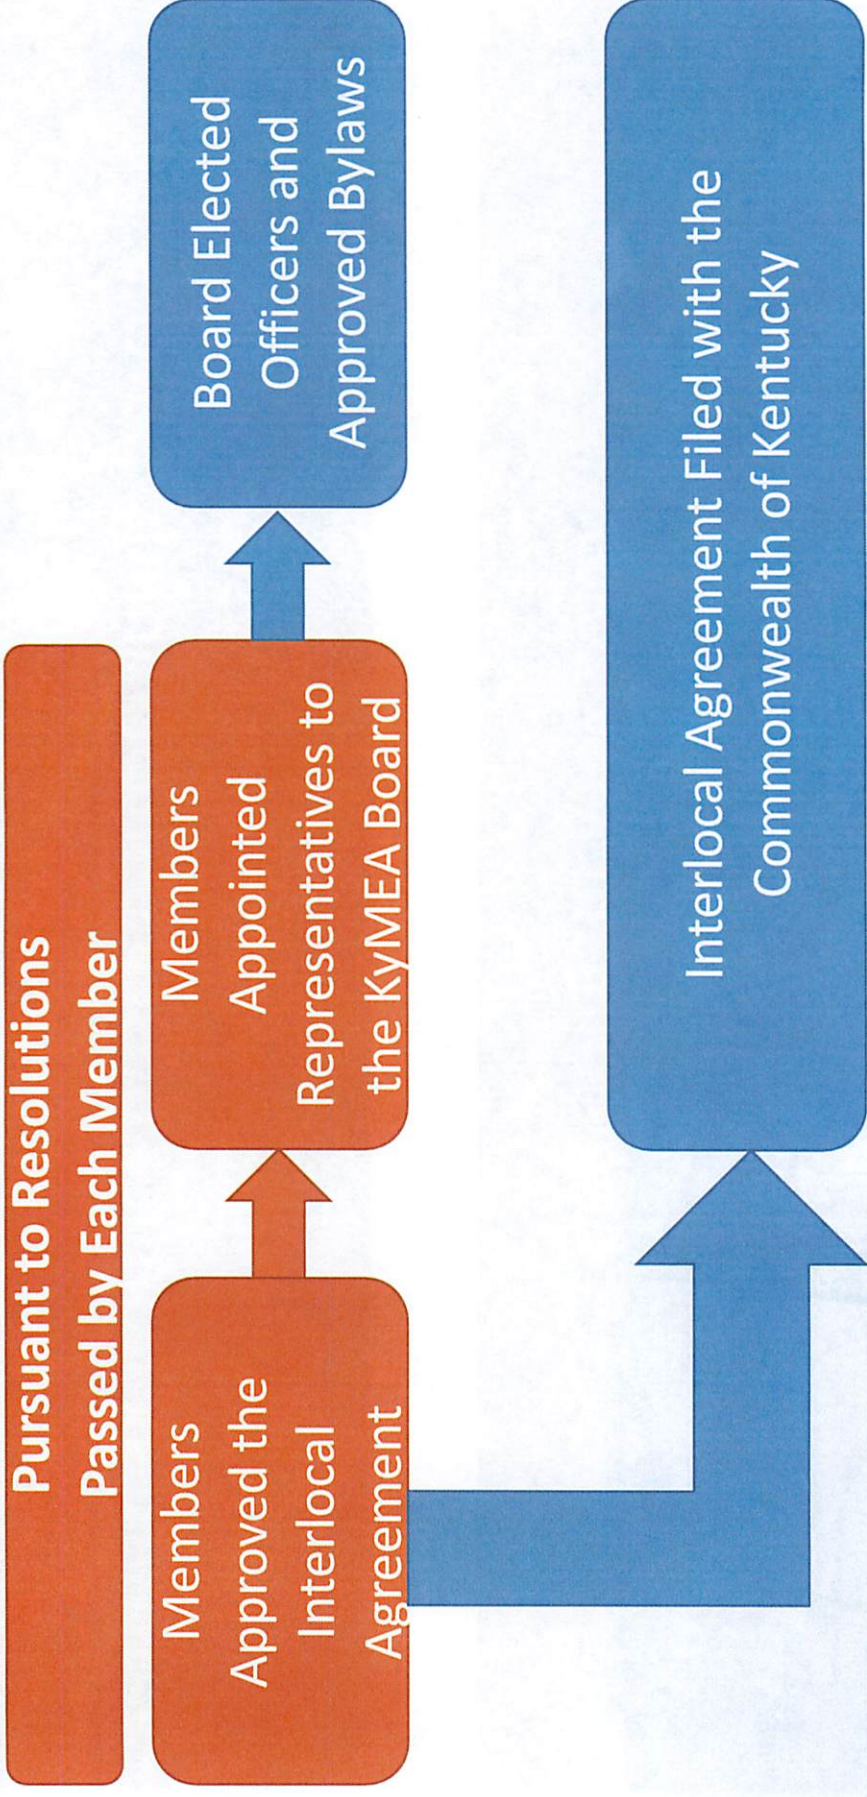 Pursuant to Resolutions
Passed by Each Member
Members
Approved the
Interlocal
Agreement
Members
Appointed
Representatives to
the KyMEA Board
Board Elected
Officers and
Approved Bylaws
Interlocal Agreement Filed with the
Commonwealth of Kentucky